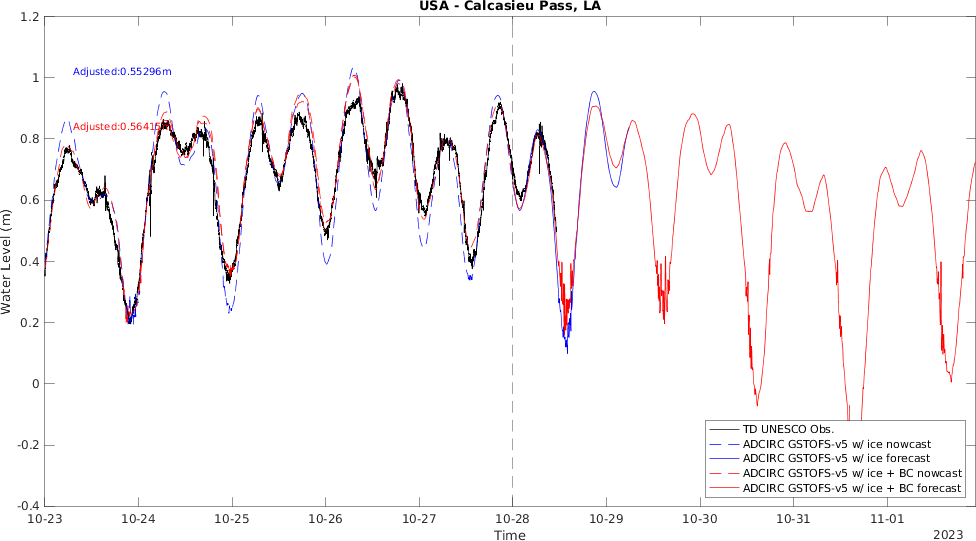 USA - Calcasieu Pass, LA
1.2
1
0.8
0.6
0.4
0.2
0
-0.2
-0.4
Water Level (m)
Adjusted:0.55296m
Adjusted:0.56415
TD UNESCO Obs.
ADCIRC GSTOFS-v5 w/ ice nowcast
ADCIRC GSTOFS-v5 w/ ice forecast
ADCIRC GSTOFS-v5 w/ ice + BC nowcast
ADCIRC GSTOFS-v5 w/ ice + BC forecast
10-23
10-24
10-25
10-26
10-27
10-28
10-29
10-30
10-31
11-01
Time
2023